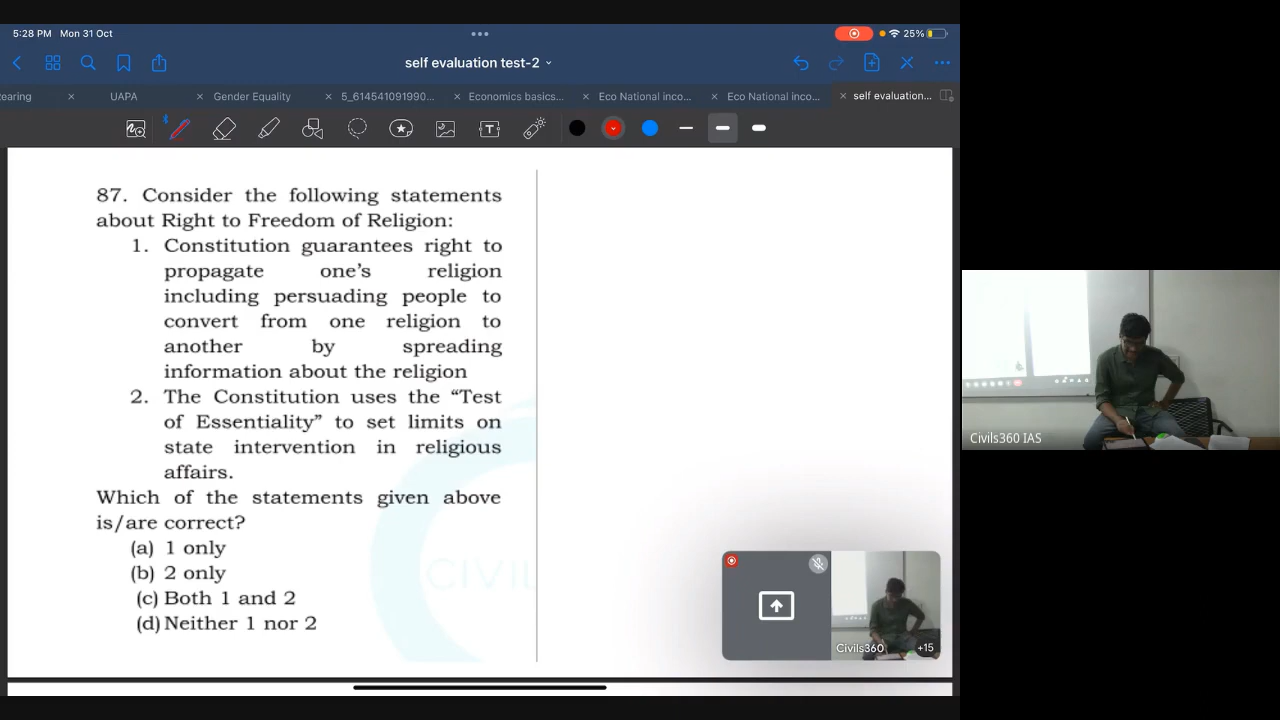 5:28 PM Mon 31 Oct
25%
self evaluation test-2
earing
UAPA
Gender Equality
5_614541091990...
Economics basics...
Eco National inco...
Eco National inco...
self evaluation...
87. Consider the following statements
about Right to Freedom of Religion:
1. Constitution guarantees right to
propagate one’s religion
including persuading people to
convert from one religion to
another by spreading
information about the religion
2. The Constitution uses the “Test
of Essentiality” to set limits on
state intervention in religious
affairs.
Which of the statements given above
is/are correct?
(a) 1 only
(b) 2 only
(c) Both 1 and 2
(d) Neither 1 nor 2
CIVIL
Civils360
+15
Civils360 IAS